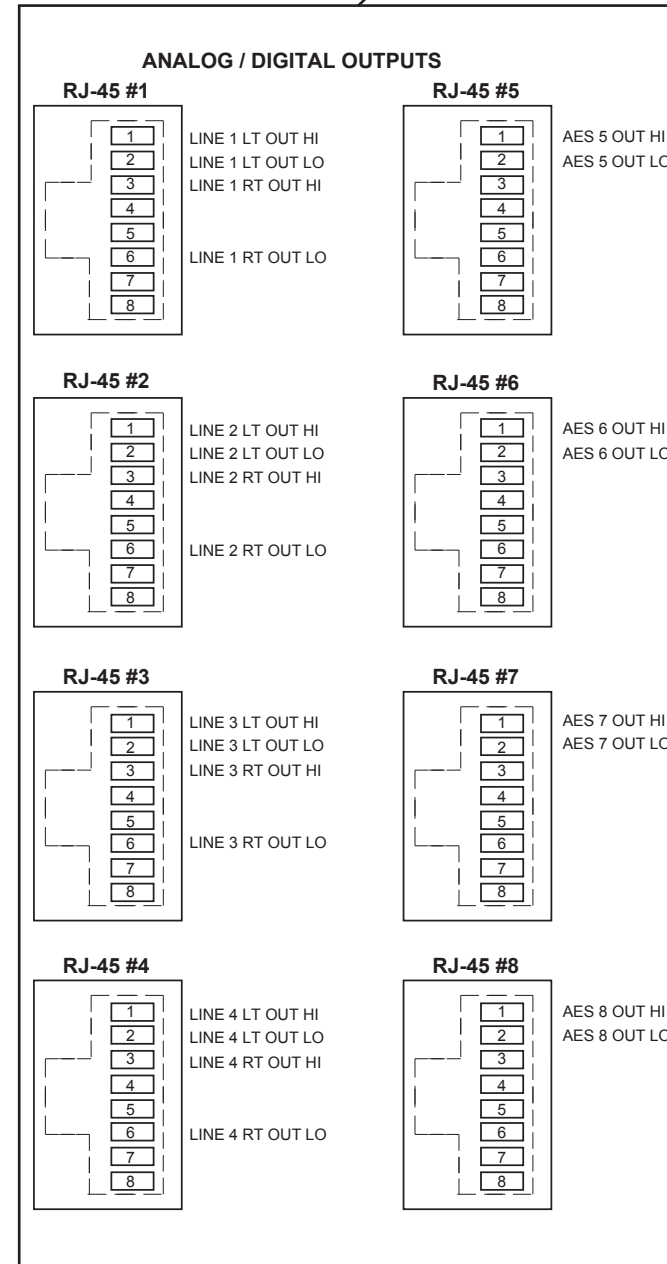 ANALOG / DIGITAL OUTPUTS
RJ-45 #1
1 LINE 1 LT OUT HI
2 LINE 1 LT OUT LO
3 LINE 1 RT OUT HI
4
5
6 LINE 1 RT OUT LO
7
8
RJ-45 #2
1 LINE 2 LT OUT HI
2 LINE 2 LT OUT LO
3 LINE 2 RT OUT HI
4
5
6 LINE 2 RT OUT LO
7
8
RJ-45 #3
1 LINE 3 LT OUT HI
2 LINE 3 LT OUT LO
3 LINE 3 RT OUT HI
4
5
6 LINE 3 RT OUT LO
7
8
RJ-45 #4
1 LINE 4 LT OUT HI
2 LINE 4 LT OUT LO
3 LINE 4 RT OUT HI
4
5
6 LINE 4 RT OUT LO
7
8
RJ-45 #5
1 AES 5 OUT HI
2 AES 5 OUT LO
3
4
5
6
7
8
RJ-45 #6
1 AES 6 OUT HI
2 AES 6 OUT LO
3
4
5
6
7
8
RJ-45 #7
1 AES 7 OUT HI
2 AES 7 OUT LO
3
4
5
6
7
8
RJ-45 #8
1 AES 8 OUT HI
2 AES 8 OUT LO
3
4
5
6
7
8